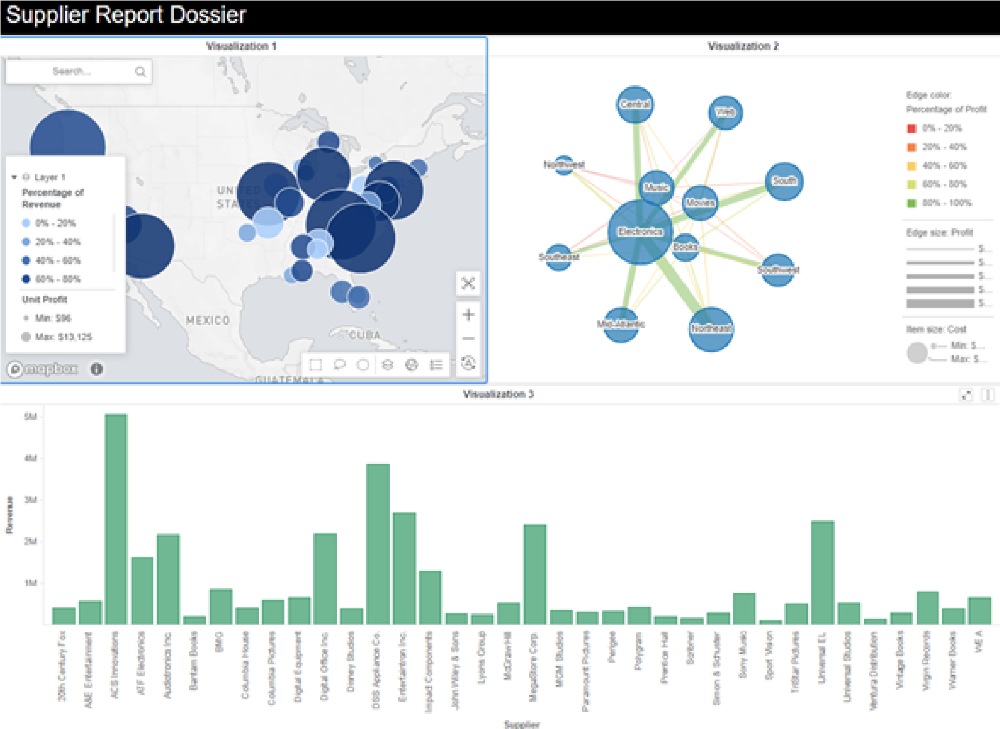 Supplier Report Dossier
Visualization 1
Search...
UNITED
STATES
MEXICO
CUBA
GUATEMALA
Layer 1
Percentage of
Revenue
0% - 20%
20% - 40%
40% - 60%
60% - 80%
Unit Profit
Min: $96
Max: $13,125
mapbox
Visualization 2
Central
Web
Northwest
Music
South
Movies
Electronics
Books
Southeast
Southwest
Mid-Atlantic
Northeast
Edge color:
Percentage of Profit
0% - 20%
20% - 40%
40% - 60%
60% - 80%
80% - 100%
Edge size: Profit
$...
$...
$...
$...
$...
Item size: Cost
Min: $...
Max: $...
Visualization 3
Revenue
5M
4M
3M
2M
1M
20th Century Fox
A&E Entertainment
ACS Innovations
ATF Electronics
Audiotronics Inc.
Bantam Books
BMG
Columbia House
Columbia Pictures
Digital Equipment
Digital Office Inc.
Disney Studios
DSS Appliance Co.
Entertaintron Inc.
Impad Components
John Wiley & Sons
Lyons Group
McGraw Hill
MegaStore Corp.
MGM Studios
Paramount Pictures
Perigee
Polygram
Prentice Hall
Scribner
Simon & Schuster
Sony Music
Sport Vision
TriStar Pictures
Universal EL
Universal Studios
Ventura Distribution
Vintage Books
Virgin Records
Warner Books
WEA
Supplier